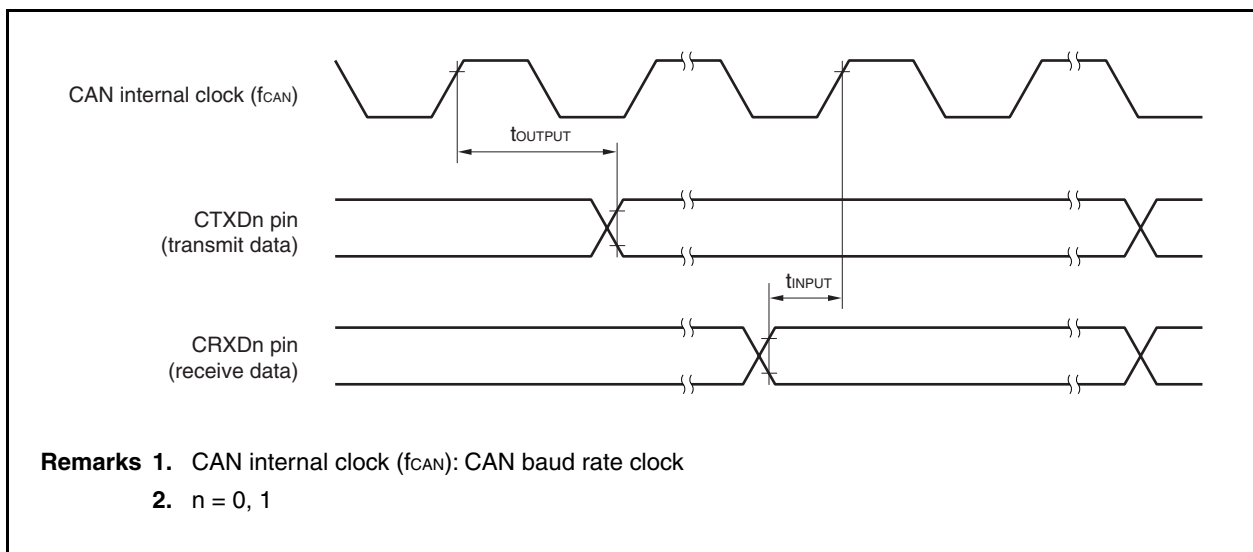 CAN internal clock (fCAN)
tOUTPUT
CTXDn pin
(transmit data)
tINPUT
CRXDn pin
(receive data)
Remarks 1. CAN internal clock (fCAN): CAN baud rate clock
2. n = 0, 1